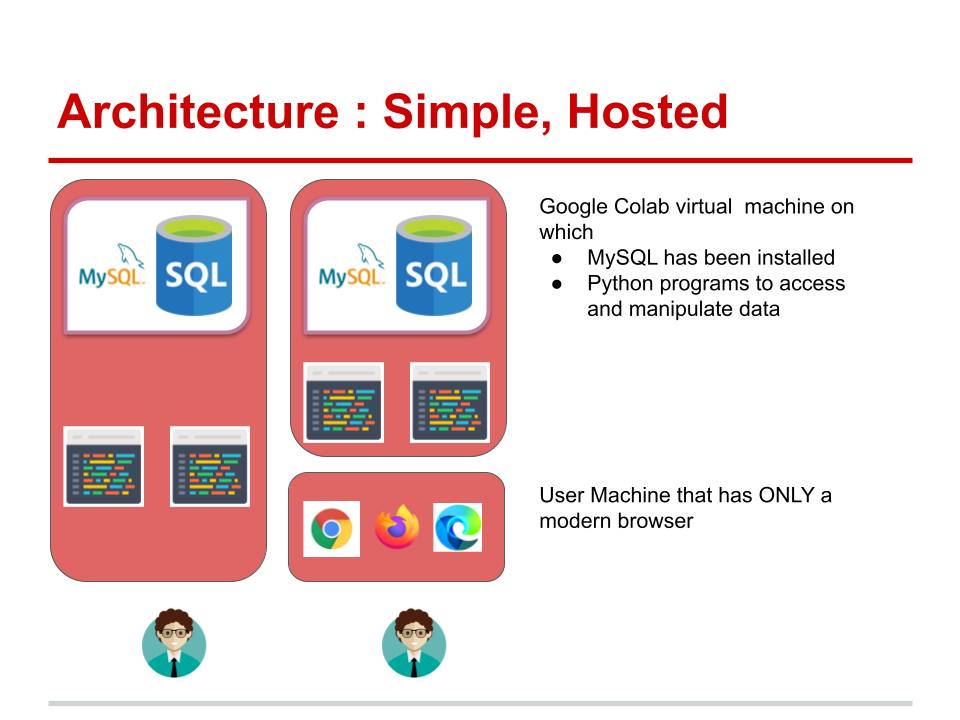 Architecture : Simple, Hosted
MySQL
SQL
MySQL
SQL
Google Colab virtual  machine on
which
● MySQL has been installed
● Python programs to access
and manipulate data
User Machine that has ONLY a
modern browser